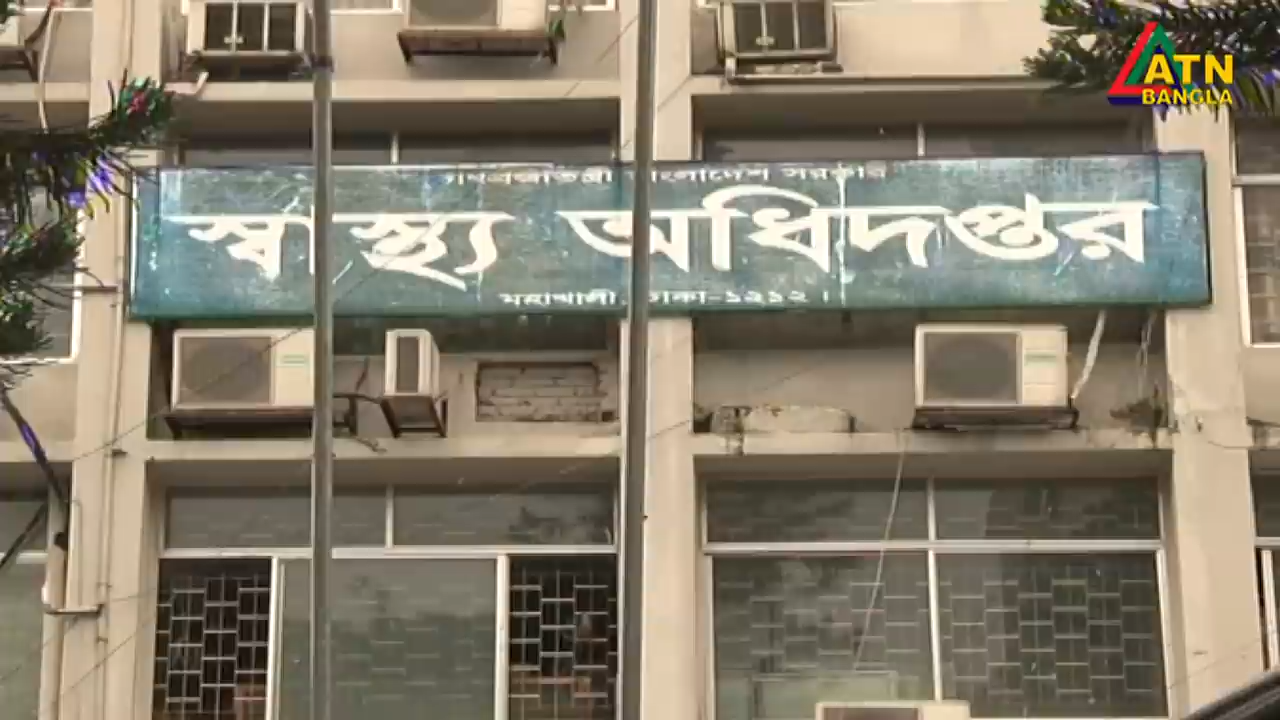 গণপ্রজাতন্ত্রী বাংলাদেশ সরকার
স্বাস্থ্য অধিদপ্তর
মহাখালী, ঢাকা-১২১২ ।
ATN
BANGLA